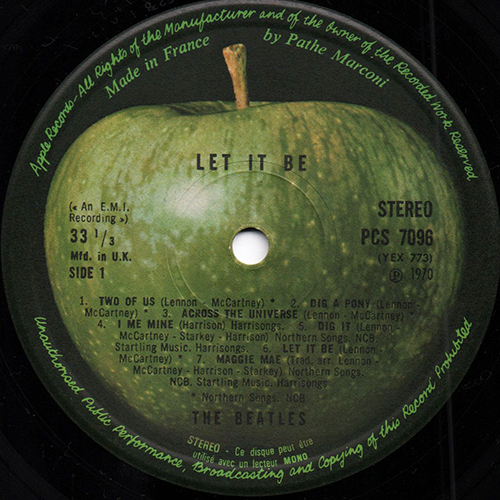 Apple Records-All Rights of the Manufacturer and of the owner of the Recorded Work Reserved
Made in France by Pathe Marconi
LET IT BE
(« An E.M.I.
Recording »)
33 1/3
Mfd. in U.K.
SIDE 1
STEREO
PCS 7096
(YEX 773)
℗ 1970
1. TWO OF US (Lennon - McCartney) * 2. DIG A PONY (Lennon -
McCartney) * 3. ACROSS THE UNIVERSE (Lennon - McCartney) *
4. I ME MINE (Harrison) Harrisongs. 5. DIG IT (Lennon -
McCartney - Starkey - Harrison) Northern Songs, NCB,
Startling Music, Harrisongs. 6. LET IT BE (Lennon -
McCartney) * 7. MAGGIE MAE (Trad. arr. Lennon -
McCartney - Harrison - Starkey) Northern Songs,
NCB, Startling Music, Harrisongs
* Northern Songs, NCB
THE BEATLES
STEREO - Ce disque peut être
utilisé avec un lecteur MONO
Unauthorised Public Performance, Broadcasting and Copying of this Record Prohibited